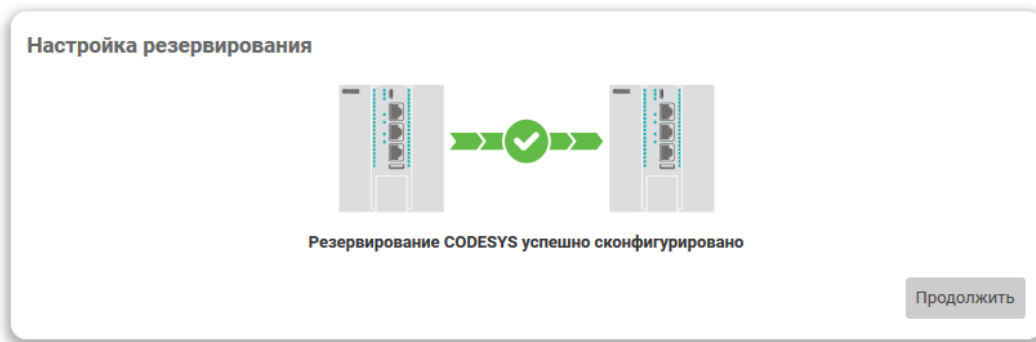 Настройка резервирования
Резервирование CODESYS успешно сконфигурировано
Продолжить